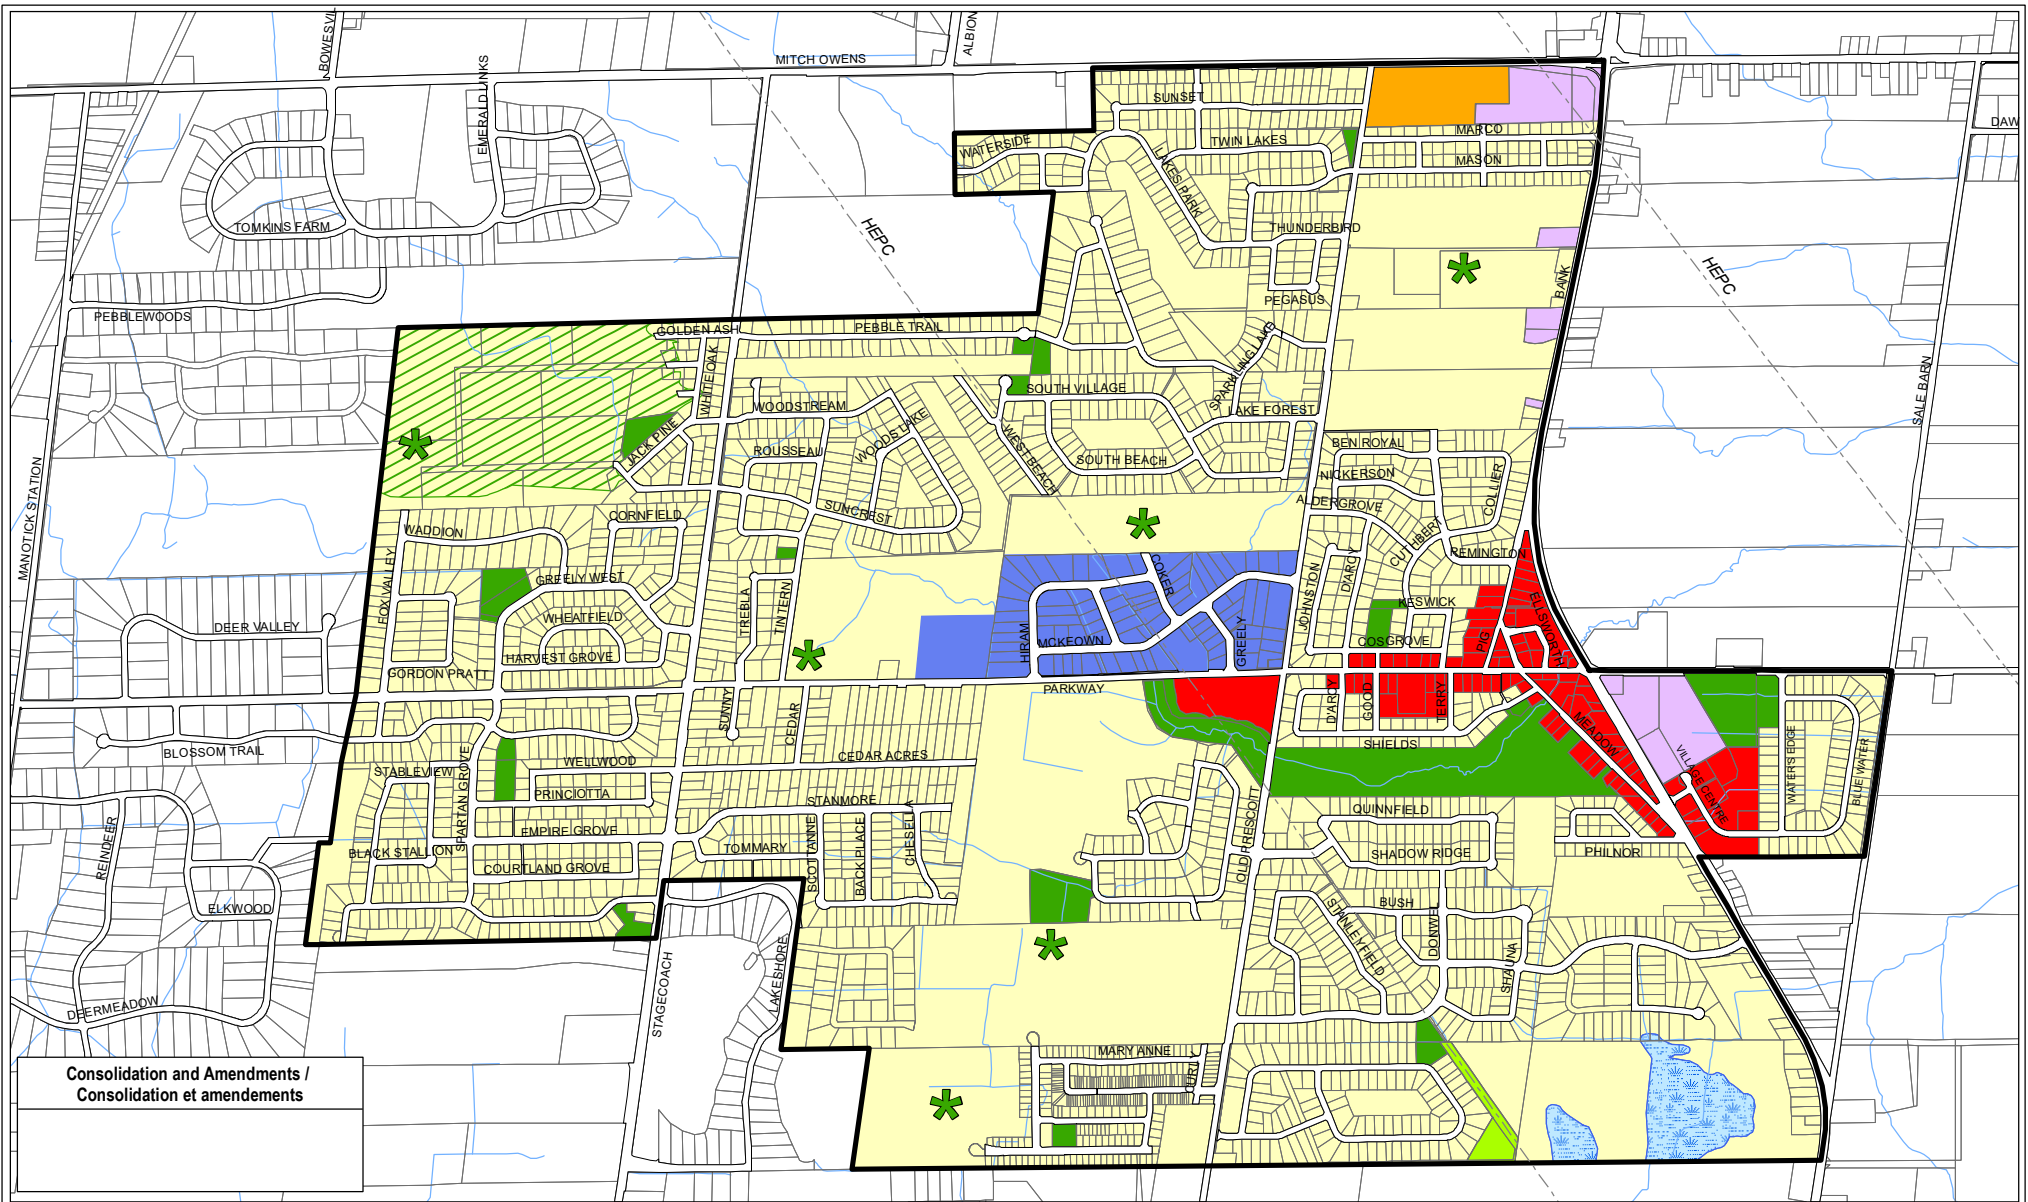 BOWESVIL
ALBION
MITCH OWENS
EMERALD LINKS
SUNSET
MARCO
DAW
WATERSIDE
TWIN LAKES
MASON
LAKES PARK
TOMKINS FARM
HEPC
THUNDERBIRD
HEPC
BANK
PEGASUS
PEBBLEWOODS
GOLDEN ASH
PEBBLE TRAIL
SPARKLING LAKE
WHITE OAK
SOUTH VILLAGE
SALE BARN
WOODSTREAM
LAKE FOREST
WOODS LAKE
JACK PINE
ROUSSEAU
WEST BEACH
SOUTH BEACH
BEN ROYAL
NICKERSON
COLLIER
MANOTICK STATION
SUNCREST
ALDERGROVE
CORNFIELD
WADDION
CUTHBERT
REMINGTON
FOX VALLEY
GREELY WEST
COKER
D'ARCY
JOHNSTON
TREBLA
TINTERN
KESWICK
ELLSWORTH
WHEATFIELD
DEER VALLEY
HIRAM
MCKEOWN
GREELY
COSGROVE
PIG
HARVEST GROVE
GORDON PRATT
PARKWAY
SUNNY
CEDAR
D'ARCY
GOOD
TERRY
MEADOW
BLOSSOM TRAIL
SHIELDS
CEDAR ACRES
WELLWOOD
STABLEVIEW
SPARTAN GROVE
VILLAGE CENTRE
WATERS EDGE
BLUE WATER
PRINCIOTTA
STANMORE
QUINNFIELD
OLD PRESCOTT
EMPIRE GROVE
REINDEER
TOMMARY
SCOTTANNE
BACK PLACE
CHESELLA
BLACK STALLION
SHADOW RIDGE
PHILNOR
COURTLAND GROVE
ELKWOOD
BUSH
STANLEYFIELD
DONWEL
SHAUNA
LAKESHORE
STAGECOACH
DEERMEADOW
MARY ANNE
CURLY
Consolidation and Amendments /
Consolidation et amendements